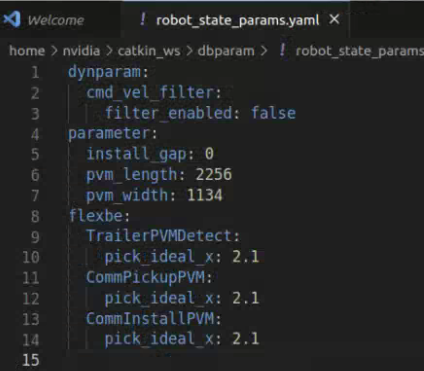 Welcome
! robot_state_params.yaml ×
home > nvidia > catkin_ws > dbparam > ! robot_state_params
1 dynparam:
2 cmd_vel_filter:
3 filter_enabled: false
4 parameter:
5 install_gap: 0
6 pvm_length: 2256
7 pvm_width: 1134
8 flexbe:
9 TrailerPVMDetect:
10 pick_ideal_x: 2.1
11 CommPickupPVM:
12 pick_ideal_x: 2.1
13 CommInstallPVM:
14 pick_ideal_x: 2.1
15